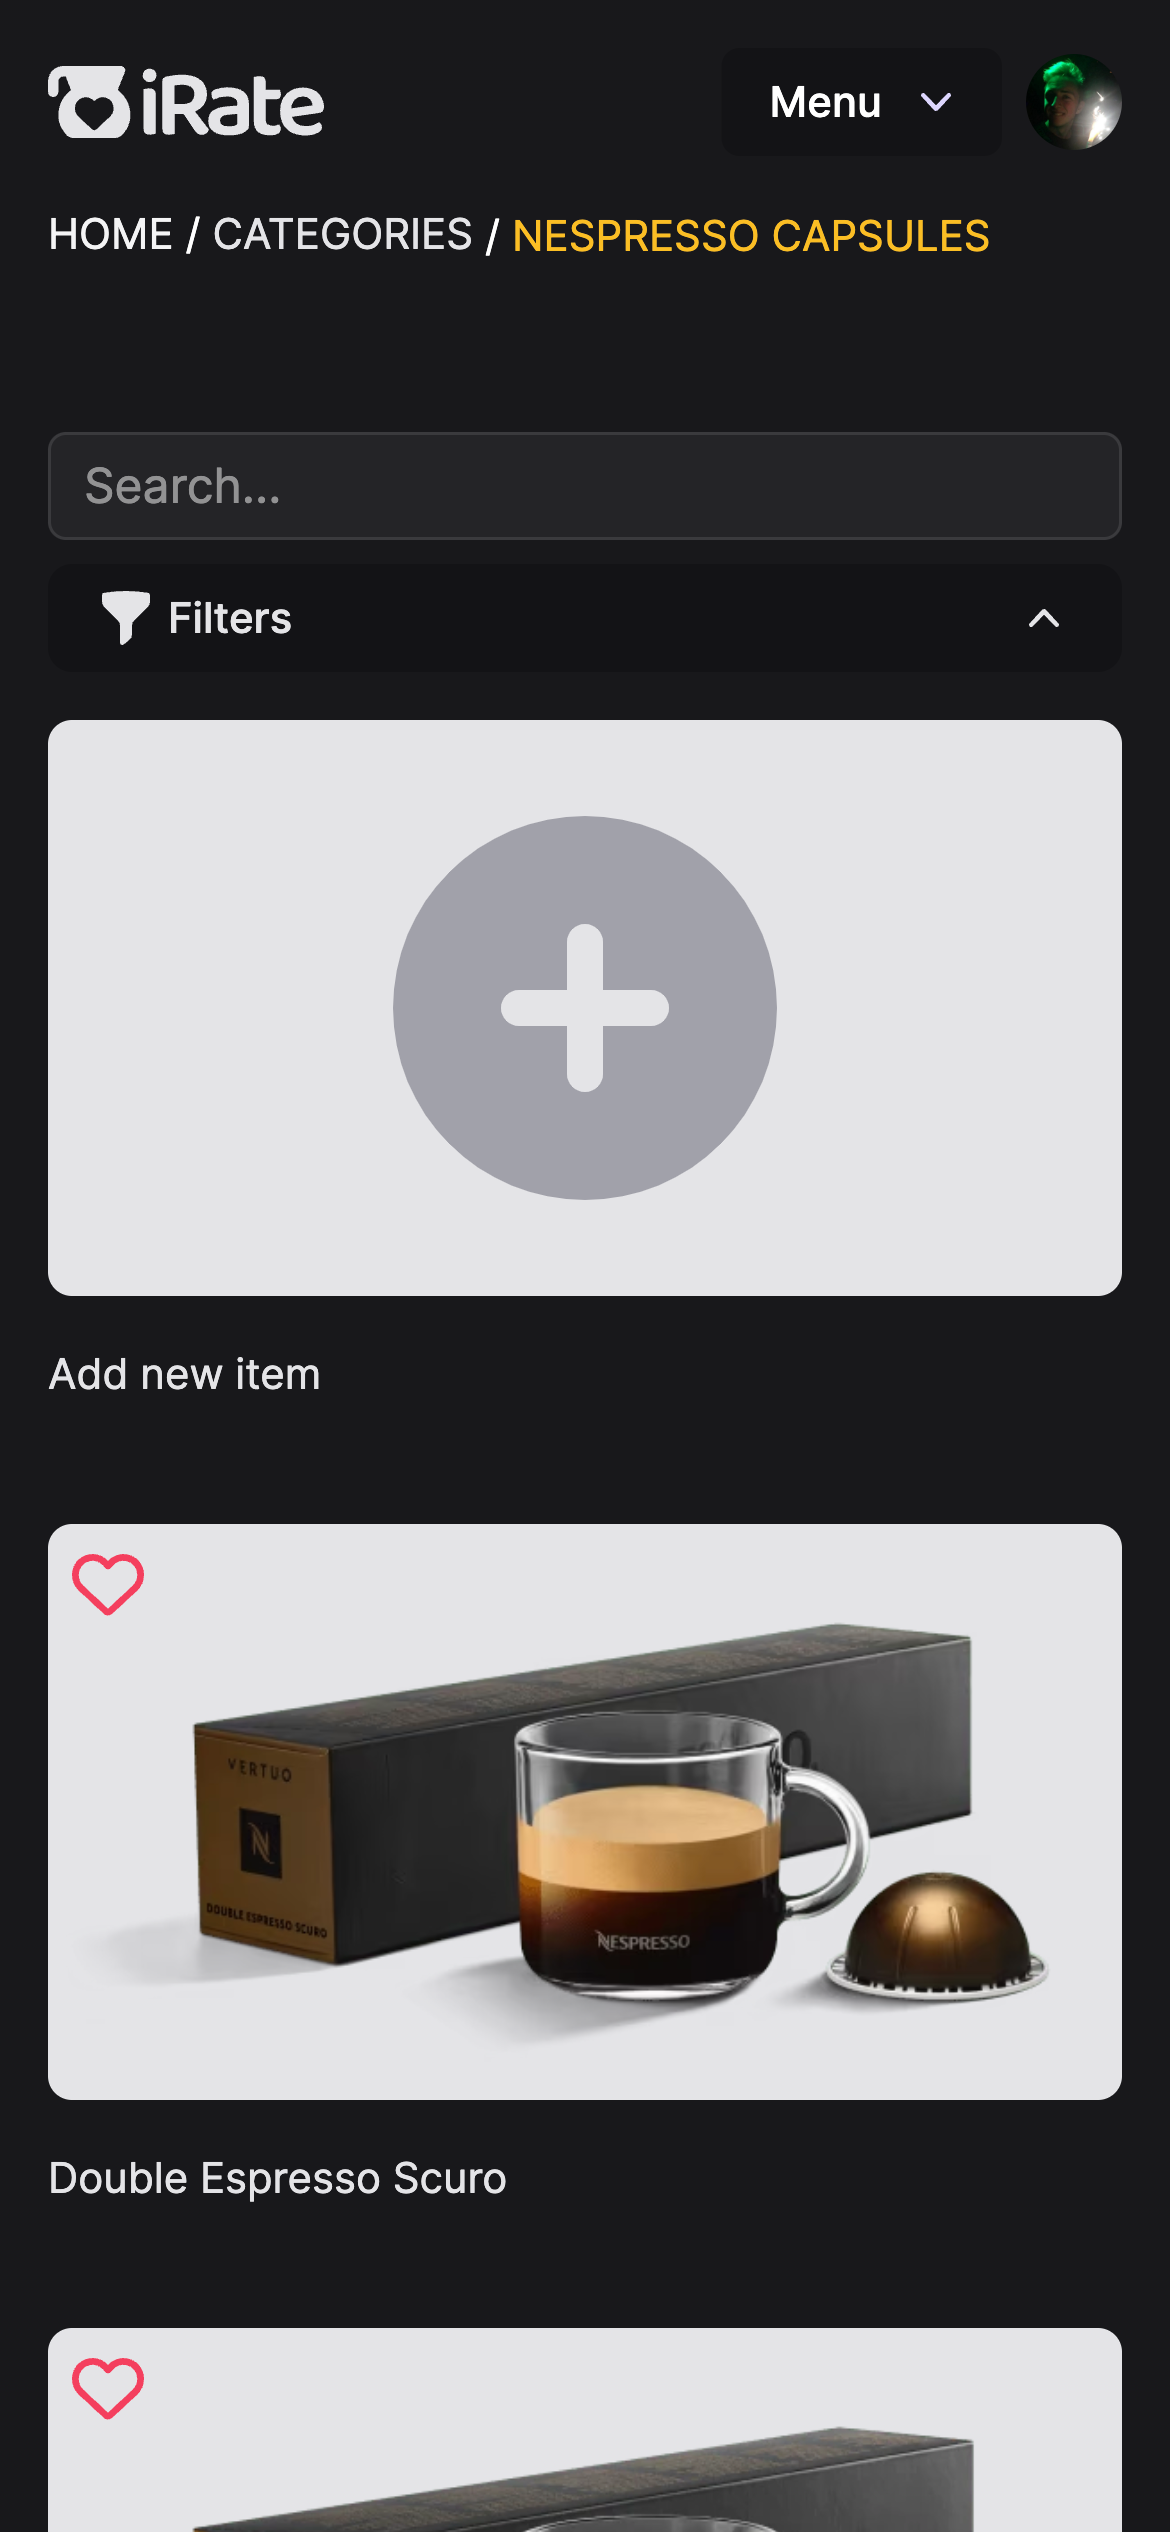 iRate
Menu
HOME / CATEGORIES / NESPRESSO CAPSULES
Search...
Filters
Add new item
VERTUO
N
DOUBLE ESPRESSO SCURO
NESPRESSO
Double Espresso Scuro